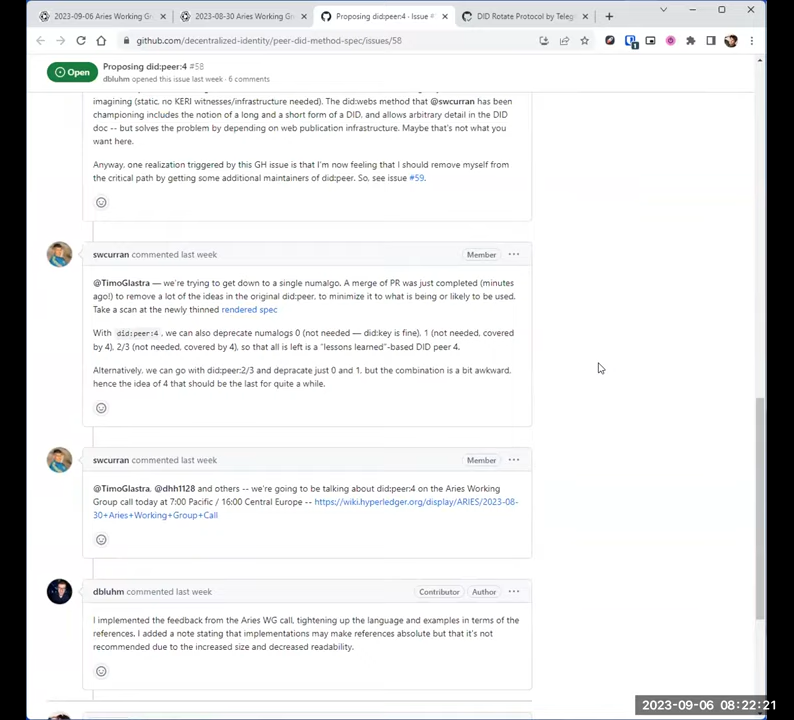 2023-09-06 Aries Working Gr
2023-08-30 Aries Working Gr
Proposing did:peer:4 · Issue #
DID Rotate Protocol by Teleg
github.com/decentralized-identity/peer-did-method-spec/issues/58
Open
Proposing did:peer:4 #58
dbluhm opened this issue last week · 6 comments
imagining (static, no KERI witnesses/infrastructure needed). The did:webs method that @swcurran has been
championing includes the notion of a long and a short form of a DID, and allows arbitrary detail in the DID
doc -- but solves the problem by depending on web publication infrastructure. Maybe that's not what you
want here.
Anyway, one realization triggered by this GH issue is that I'm now feeling that I should remove myself from
the critical path by getting some additional maintainers of did:peer. So, see issue #59.
swcurran commented last week
Member
@TimoGlastra — we're trying to get down to a single numalgo. A merge of PR was just completed (minutes
ago!) to remove a lot of the ideas in the original did:peer, to minimize it to what is being or likely to be used.
Take a scan at the newly thinned rendered spec
With did:peer:4, we can also deprecate numalogs 0 (not needed — did:key is fine), 1 (not needed, covered
by 4), 2/3 (not needed, covered by 4), so that all is left is a "lessons learned"-based DID peer 4.
Alternatively, we can go with did:peer:2/3 and depracate just 0 and 1, but the combination is a bit awkward,
hence the idea of 4 that should be the last for quite a while.
swcurran commented last week
Member
@TimoGlastra, @dhh1128 and others -- we're going to be talking about did:peer:4 on the Aries Working
Group call today at 7:00 Pacific / 16:00 Central Europe -- https://wiki.hyperledger.org/display/ARIES/2023-08-
30+Aries+Working+Group+Call
dbluhm commented last week
Contributor
Author
I implemented the feedback from the Aries WG call, tightening up the language and examples in terms of the
references. I added a note stating that implementations may make references absolute but that it's not
recommended due to the increased size and decreased readability.
2023-09-06 08:22:21